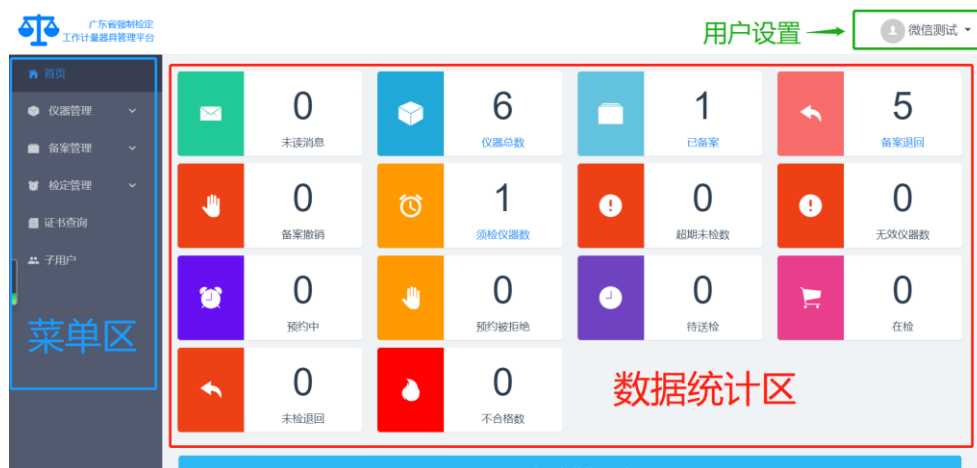 广东省强制检定
工作计量器具管理平台
用户设置
微信测试
首页
仪器管理
备案管理
检定管理
证书查询
子用户
菜单区
0
未读消息
6
仪器总数
1
已备案
5
备案退回
0
备案撤销
1
须检仪器数
0
超期未检数
0
无效仪器数
0
预约中
0
预约被拒绝
0
待送检
0
在检
0
未检退回
0
不合格数
数据统计区